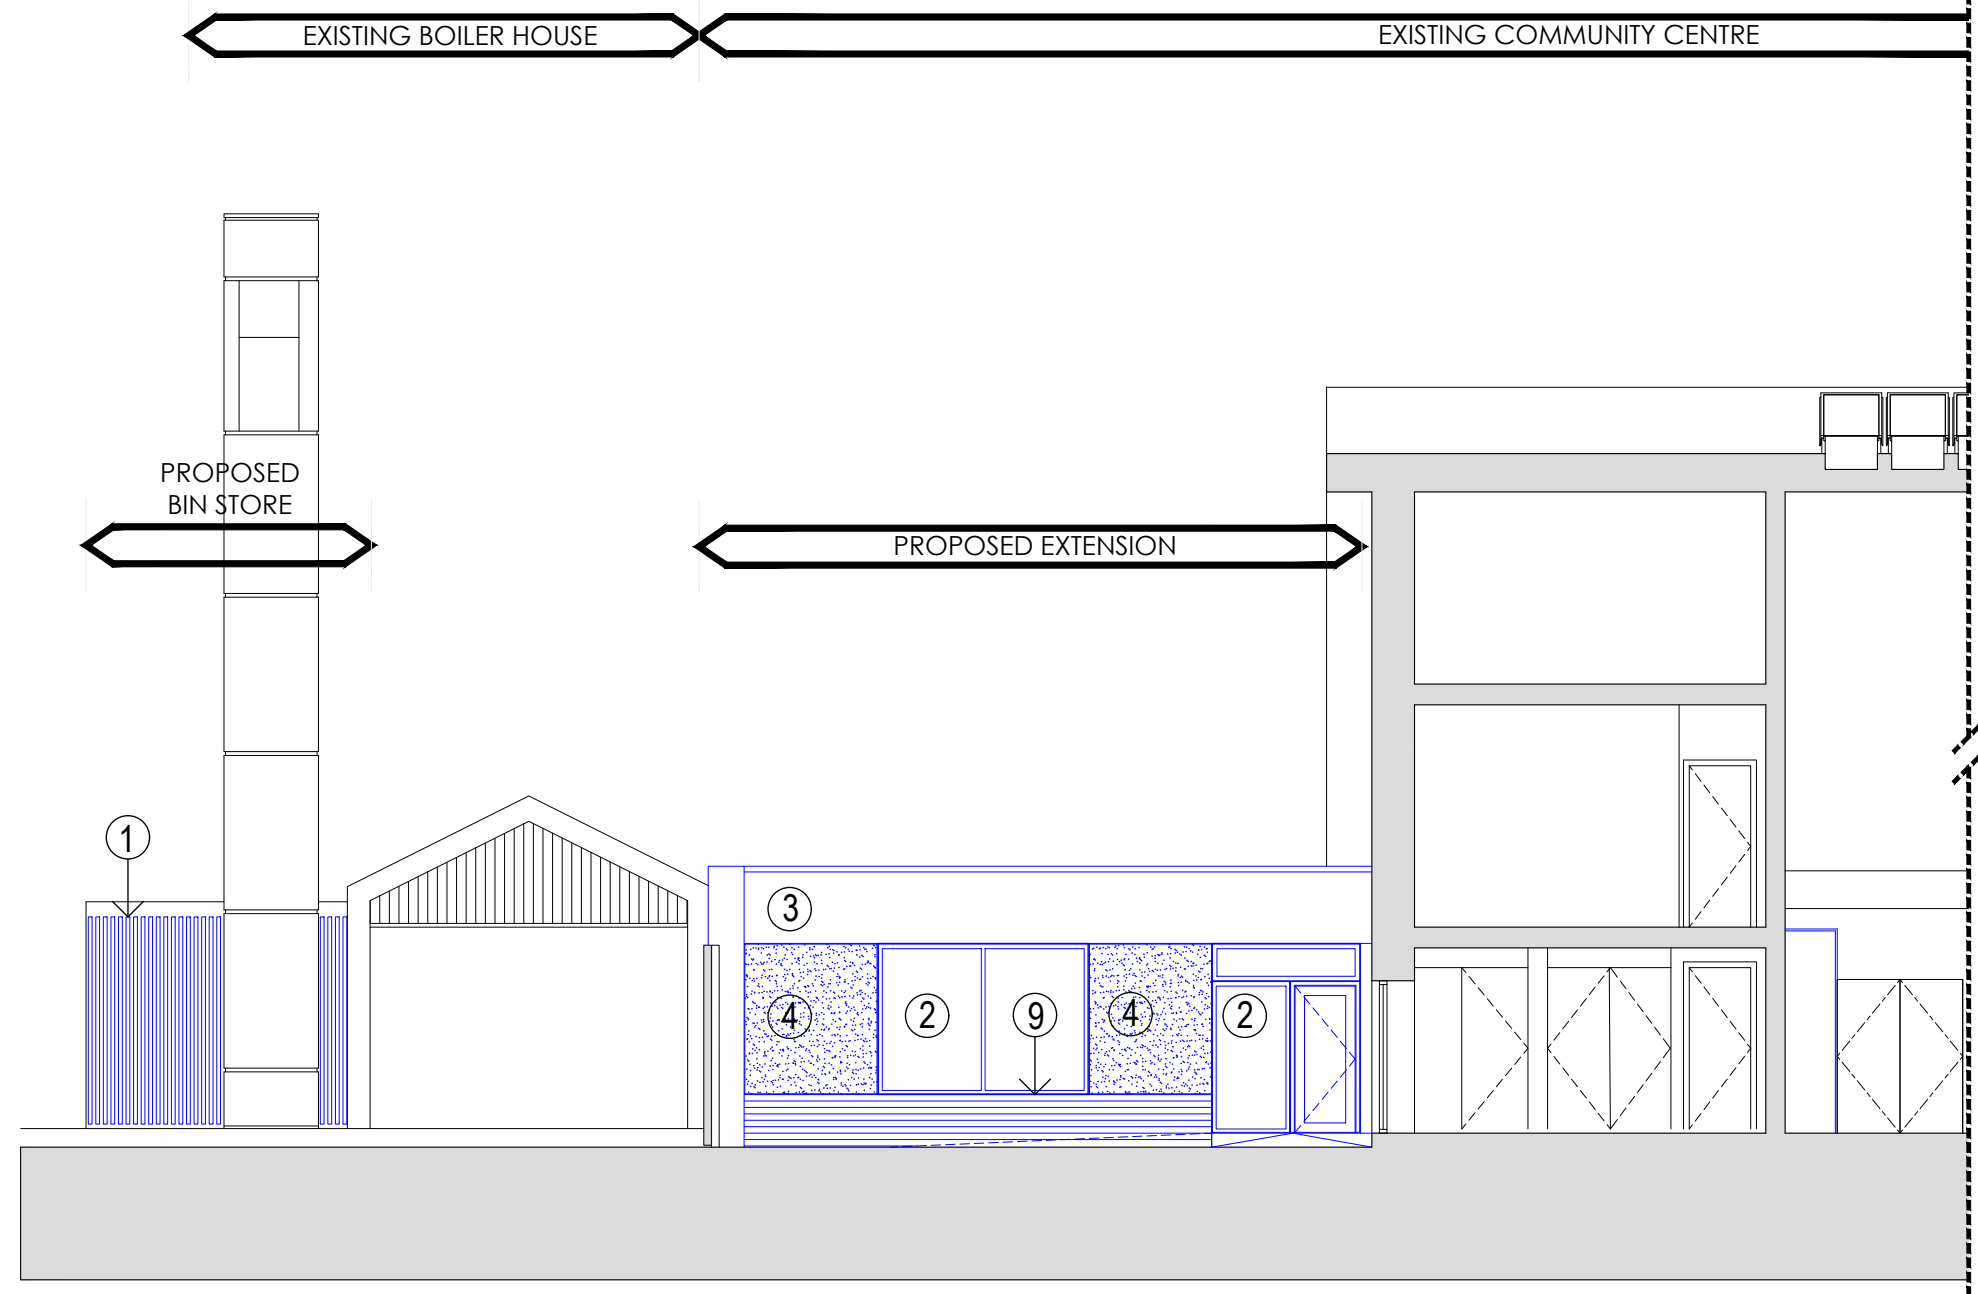 EXISTING BOILER HOUSE
EXISTING COMMUNITY CENTRE
PROPOSED
BIN STORE
PROPOSED EXTENSION
1
3
4
2
9
4
2